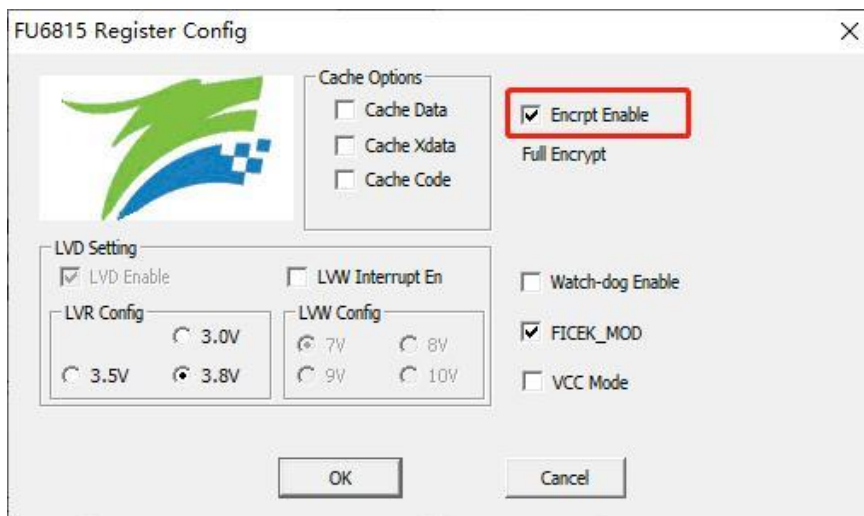 FU6815 Register Config
Cache Options
Cache Data
Cache Xdata
Cache Code
Encrpt Enable
Full Encrypt
LVD Setting
LVD Enable
LVW Interrupt En
LVR Config
3.0V
3.5V
3.8V
LVW Config
7V
8V
9V
10V
Watch-dog Enable
FICEK_MOD
VCC Mode
OK
Cancel